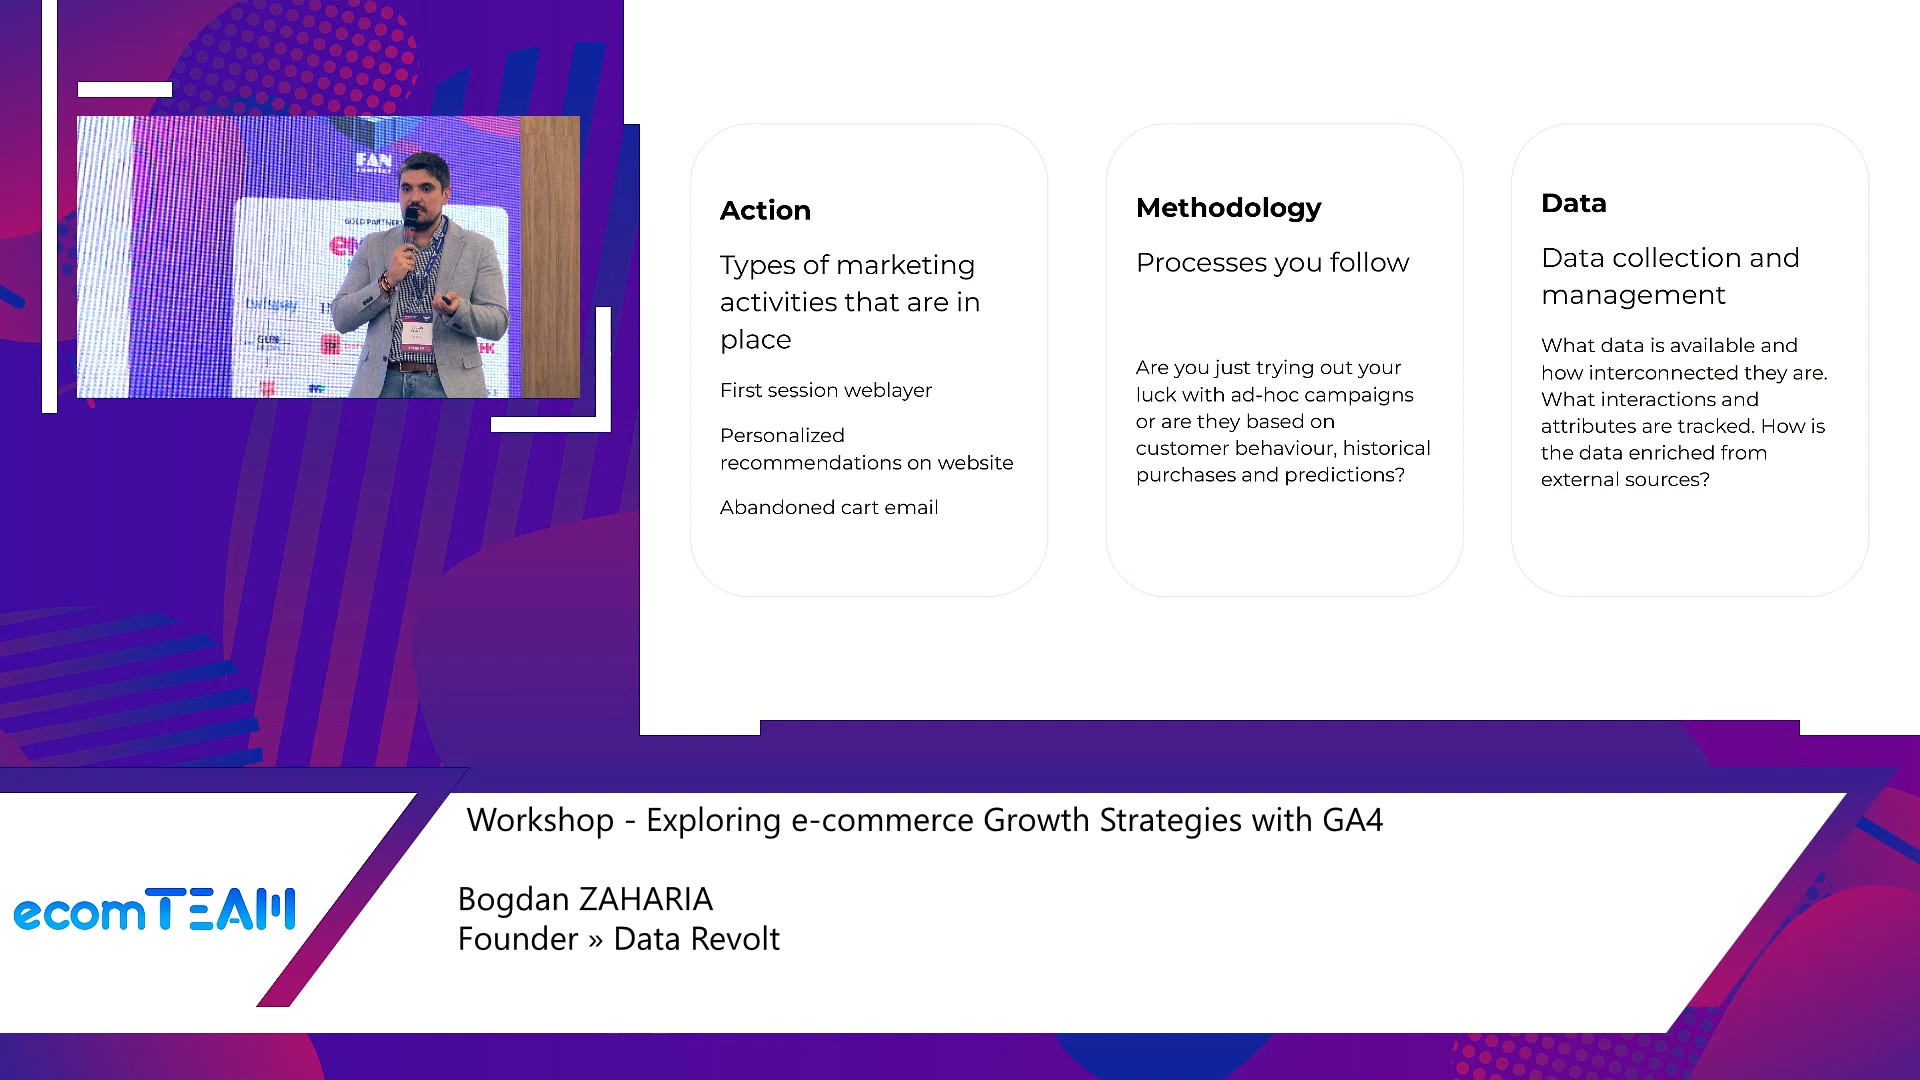 FAN
GOLD PARTNER
Action
Types of marketing
activities that are in
place
First session weblayer
Personalized
recommendations on website
Abandoned cart email
Methodology
Processes you follow
Are you just trying out your
luck with ad-hoc campaigns
or are they based on
customer behaviour, historical
purchases and predictions?
Data
Data collection and
management
What data is available and
how interconnected they are.
What interactions and
attributes are tracked. How is
the data enriched from
external sources?
Workshop - Exploring e-commerce Growth Strategies with GA4
ecomTEAM
Bogdan ZAHARIA
Founder » Data Revolt